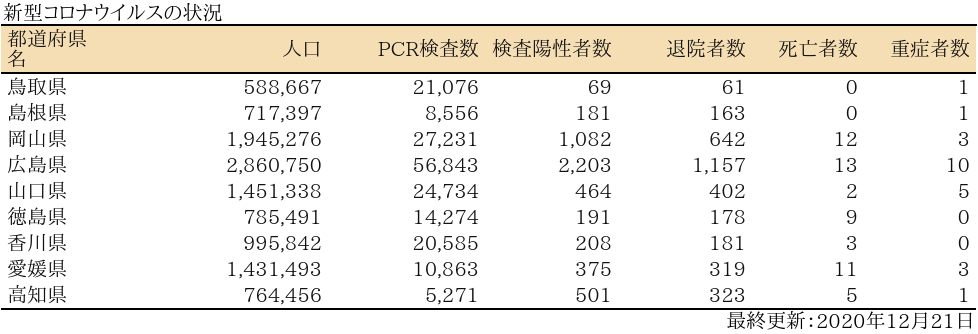 新型コロナウイルスの状況
都道府県名 人口 PCR検査数 検査陽性者数 退院者数 死亡者数 重症者数
鳥取県 588,667 21,076 69 61 0 1
島根県 717,397 8,556 181 163 0 1
岡山県 1,945,276 27,231 1,082 642 12 3
広島県 2,860,750 56,843 2,203 1,157 13 10
山口県 1,451,338 24,734 464 402 2 5
徳島県 785,491 14,274 191 178 9 0
香川県 995,842 20,585 208 181 3 0
愛媛県 1,431,493 10,863 375 319 11 3
高知県 764,456 5,271 501 323 5 1
最終更新：2020年12月21日